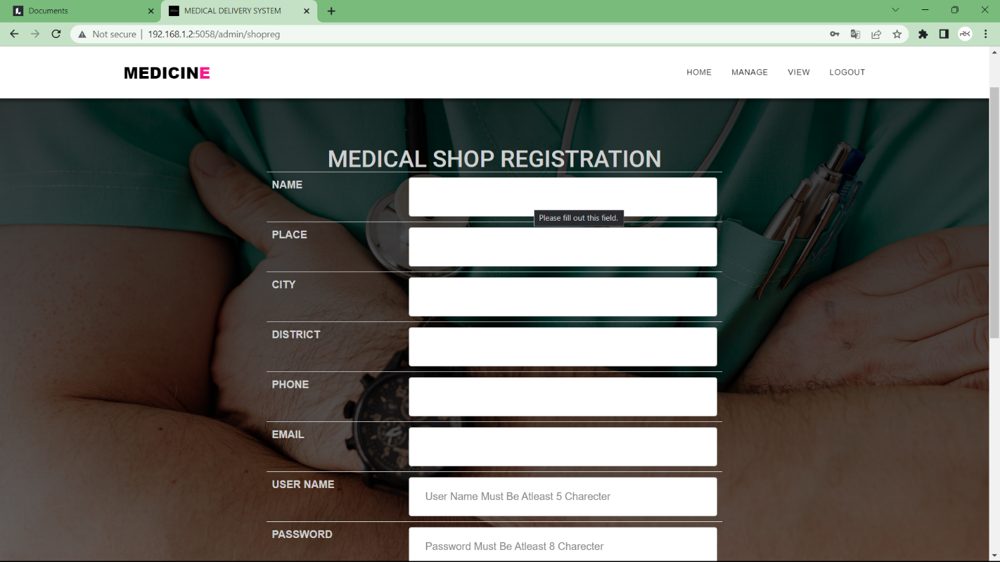 Documents
MEDICAL DELIVERY SYSTEM
Not secure | 192.168.1.2:5058/admin/shopreg
RK
MEDICINE
HOME MANAGE VIEW LOGOUT
MEDICAL SHOP REGISTRATION
NAME
Please fill out this field.
PLACE
CITY
DISTRICT
PHONE
EMAIL
USER NAME
User Name Must Be Atleast 5 Charecter
PASSWORD
Password Must Be Atleast 8 Charecter